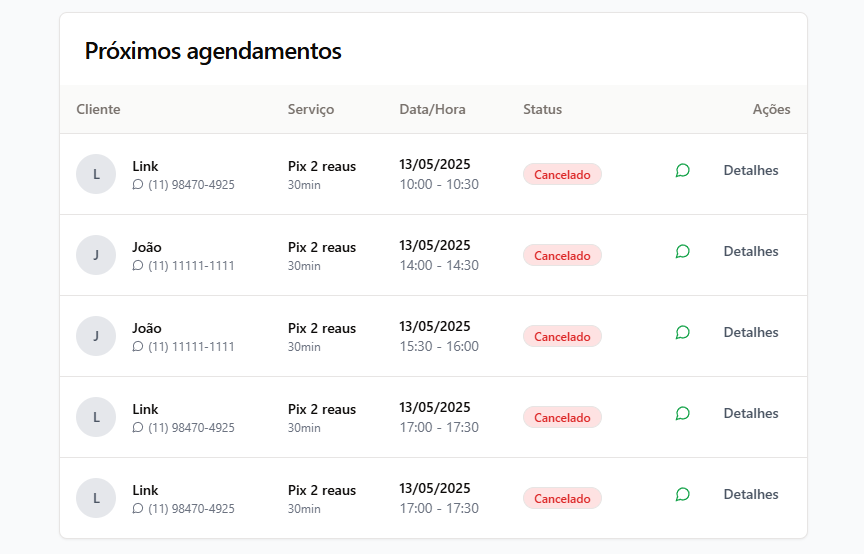 Próximos agendamentos
Cliente Serviço Data/Hora Status Ações
L Link Pix 2 reaus 13/05/2025 Cancelado Detalhes
(11) 98470-4925 30min 10:00 - 10:30
J João Pix 2 reaus 13/05/2025 Cancelado Detalhes
(11) 11111-1111 30min 14:00 - 14:30
J João Pix 2 reaus 13/05/2025 Cancelado Detalhes
(11) 11111-1111 30min 15:30 - 16:00
L Link Pix 2 reaus 13/05/2025 Cancelado Detalhes
(11) 98470-4925 30min 17:00 - 17:30
L Link Pix 2 reaus 13/05/2025 Cancelado Detalhes
(11) 98470-4925 30min 17:00 - 17:30